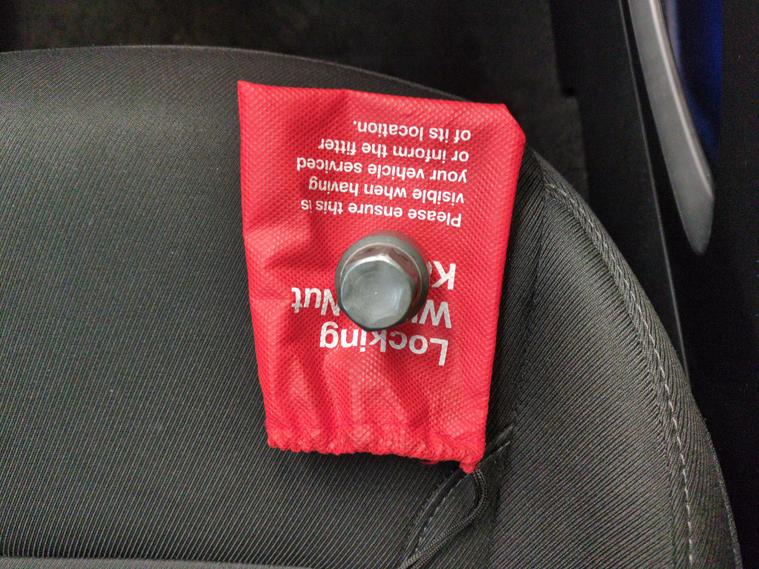 Locking
Nut
Please ensure this is
visible when having
your vehicle serviced
or inform the fitter
of its location.